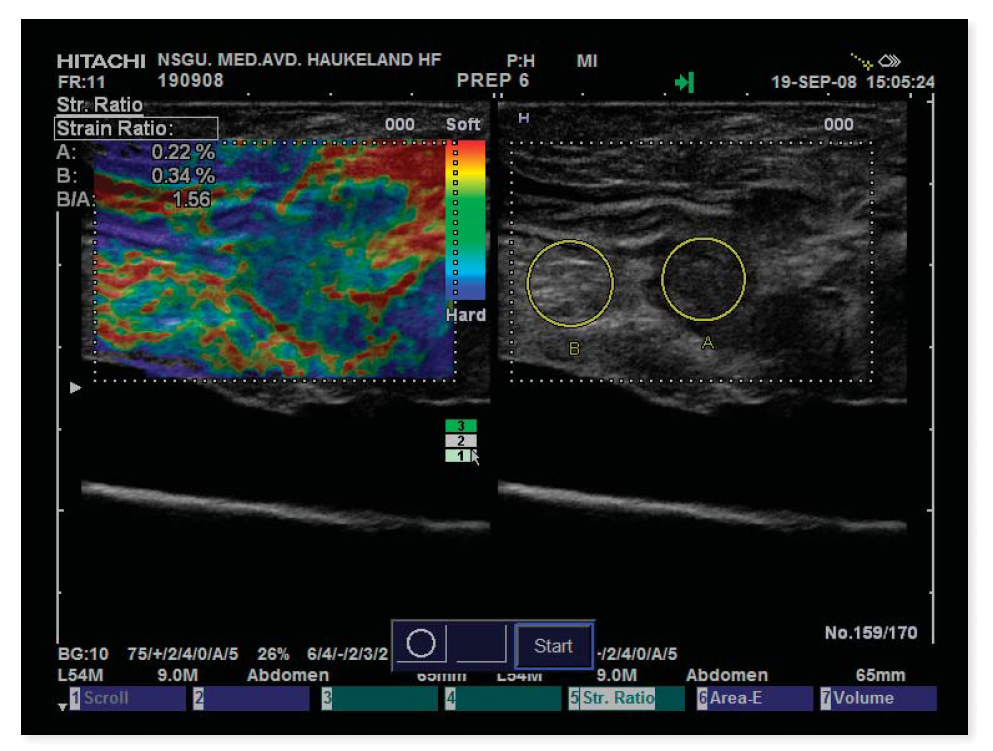 HITACHI NSGU. MED.AVD. HAUKELAND HF P:H MI
FR:11 190908 PREP 6 19-SEP-08 15:05:24
Str. Ratio
Strain Ratio: 000 Soft H 000
A: 0.22 %
B: 0.34 %
B/A: 1.56
Hard
B A
3
2
1
No.159/170
Start
BG:10 75/+/2/4/0/A/5 26% 6/4/-/2/3/2 -/2/4/0/A/5
L54M 9.0M Abdomen 65mm L54M 9.0M Abdomen 65mm
1 Scroll 2 3 4 5 Str. Ratio 6 Area-E 7 Volume